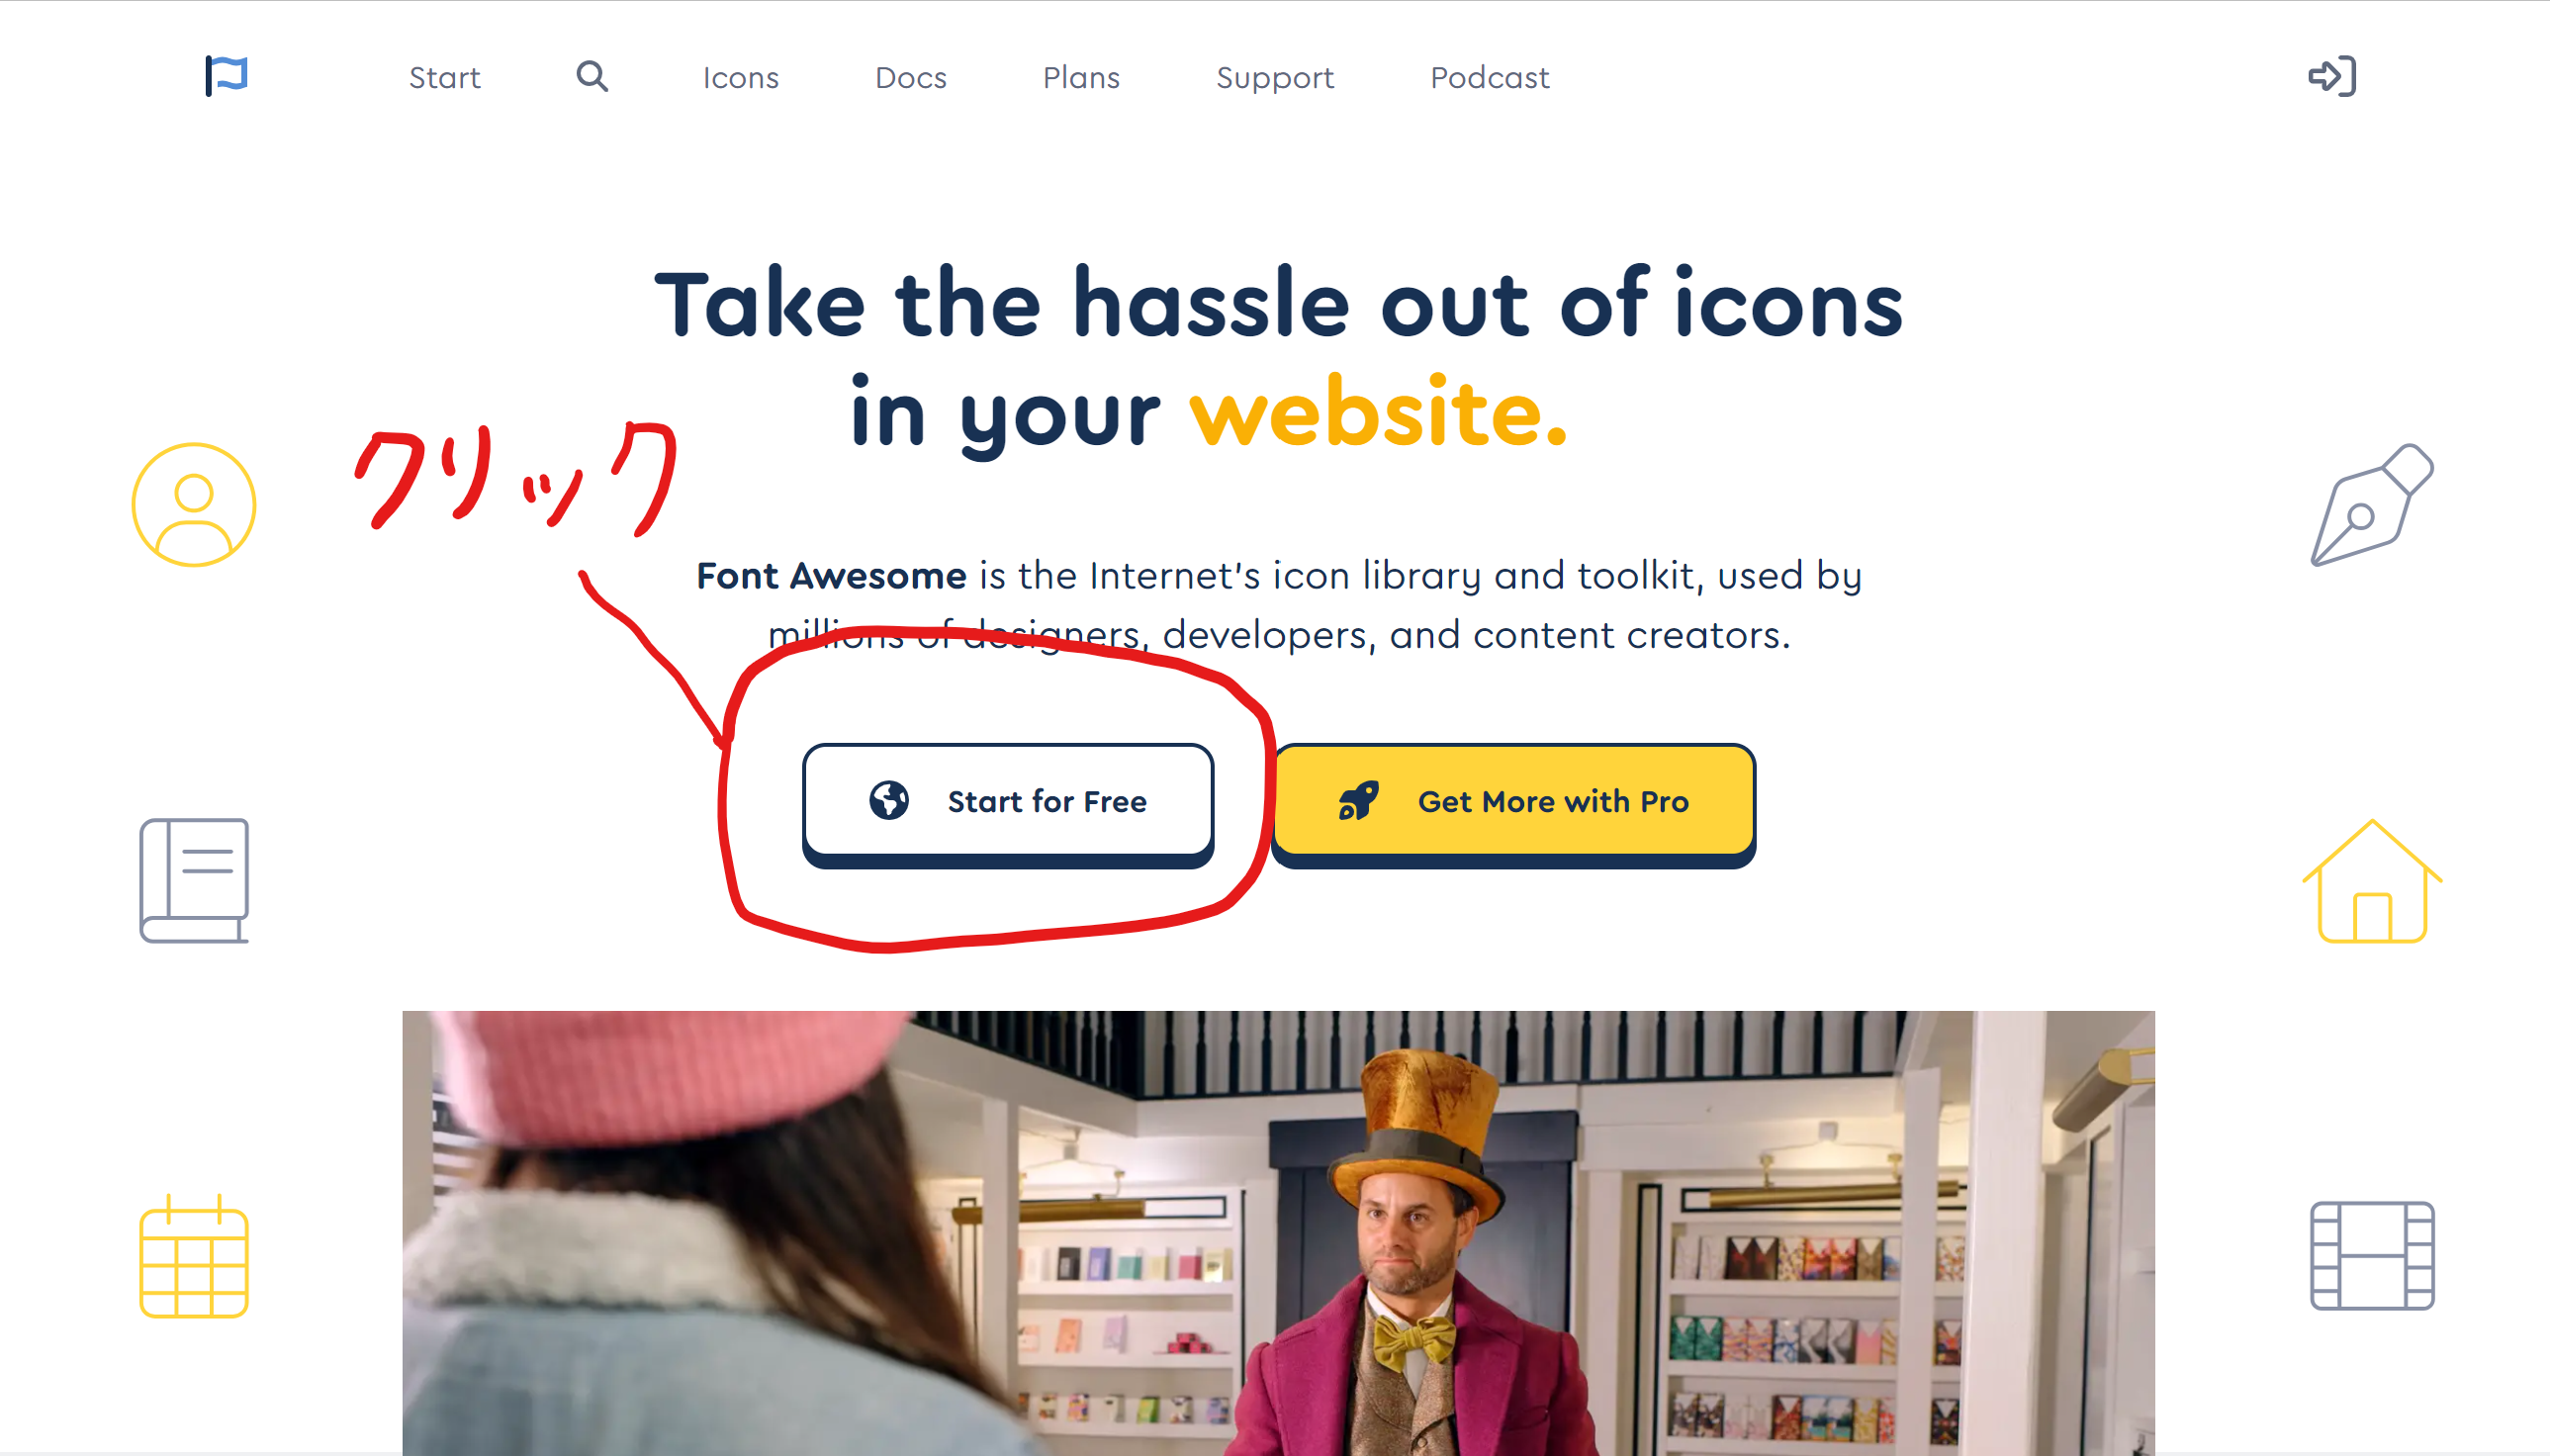 Start Icons Docs Plans Support Podcast
Take the hassle out of icons
in your website.
クリック
Font Awesome is the Internet's icon library and toolkit, used by
millions of designers, developers, and content creators.
Start for Free
Get More with Pro